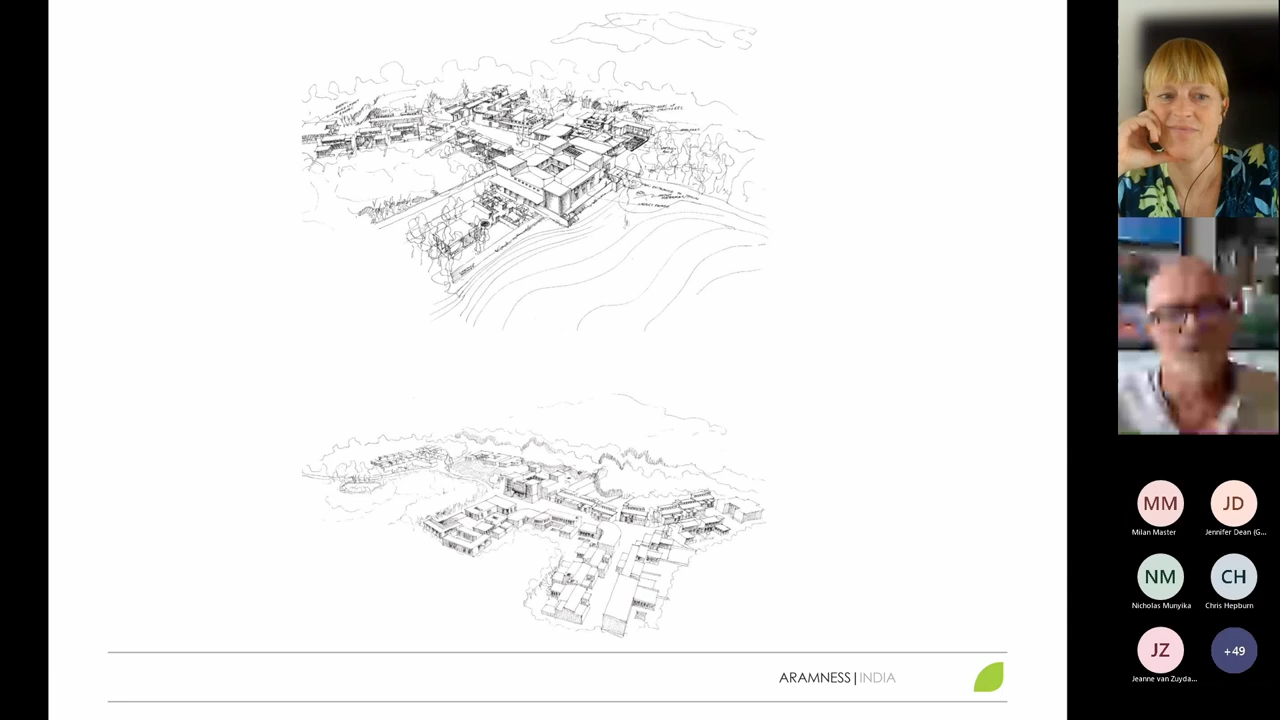 ARAMNESS | INDIA
MM
Milan Master
JD
Jennifer Dean (G...
NM
Nicholas Munyika
CH
Chris Hepburn
JZ
Jeanne van Zuyda...
+49